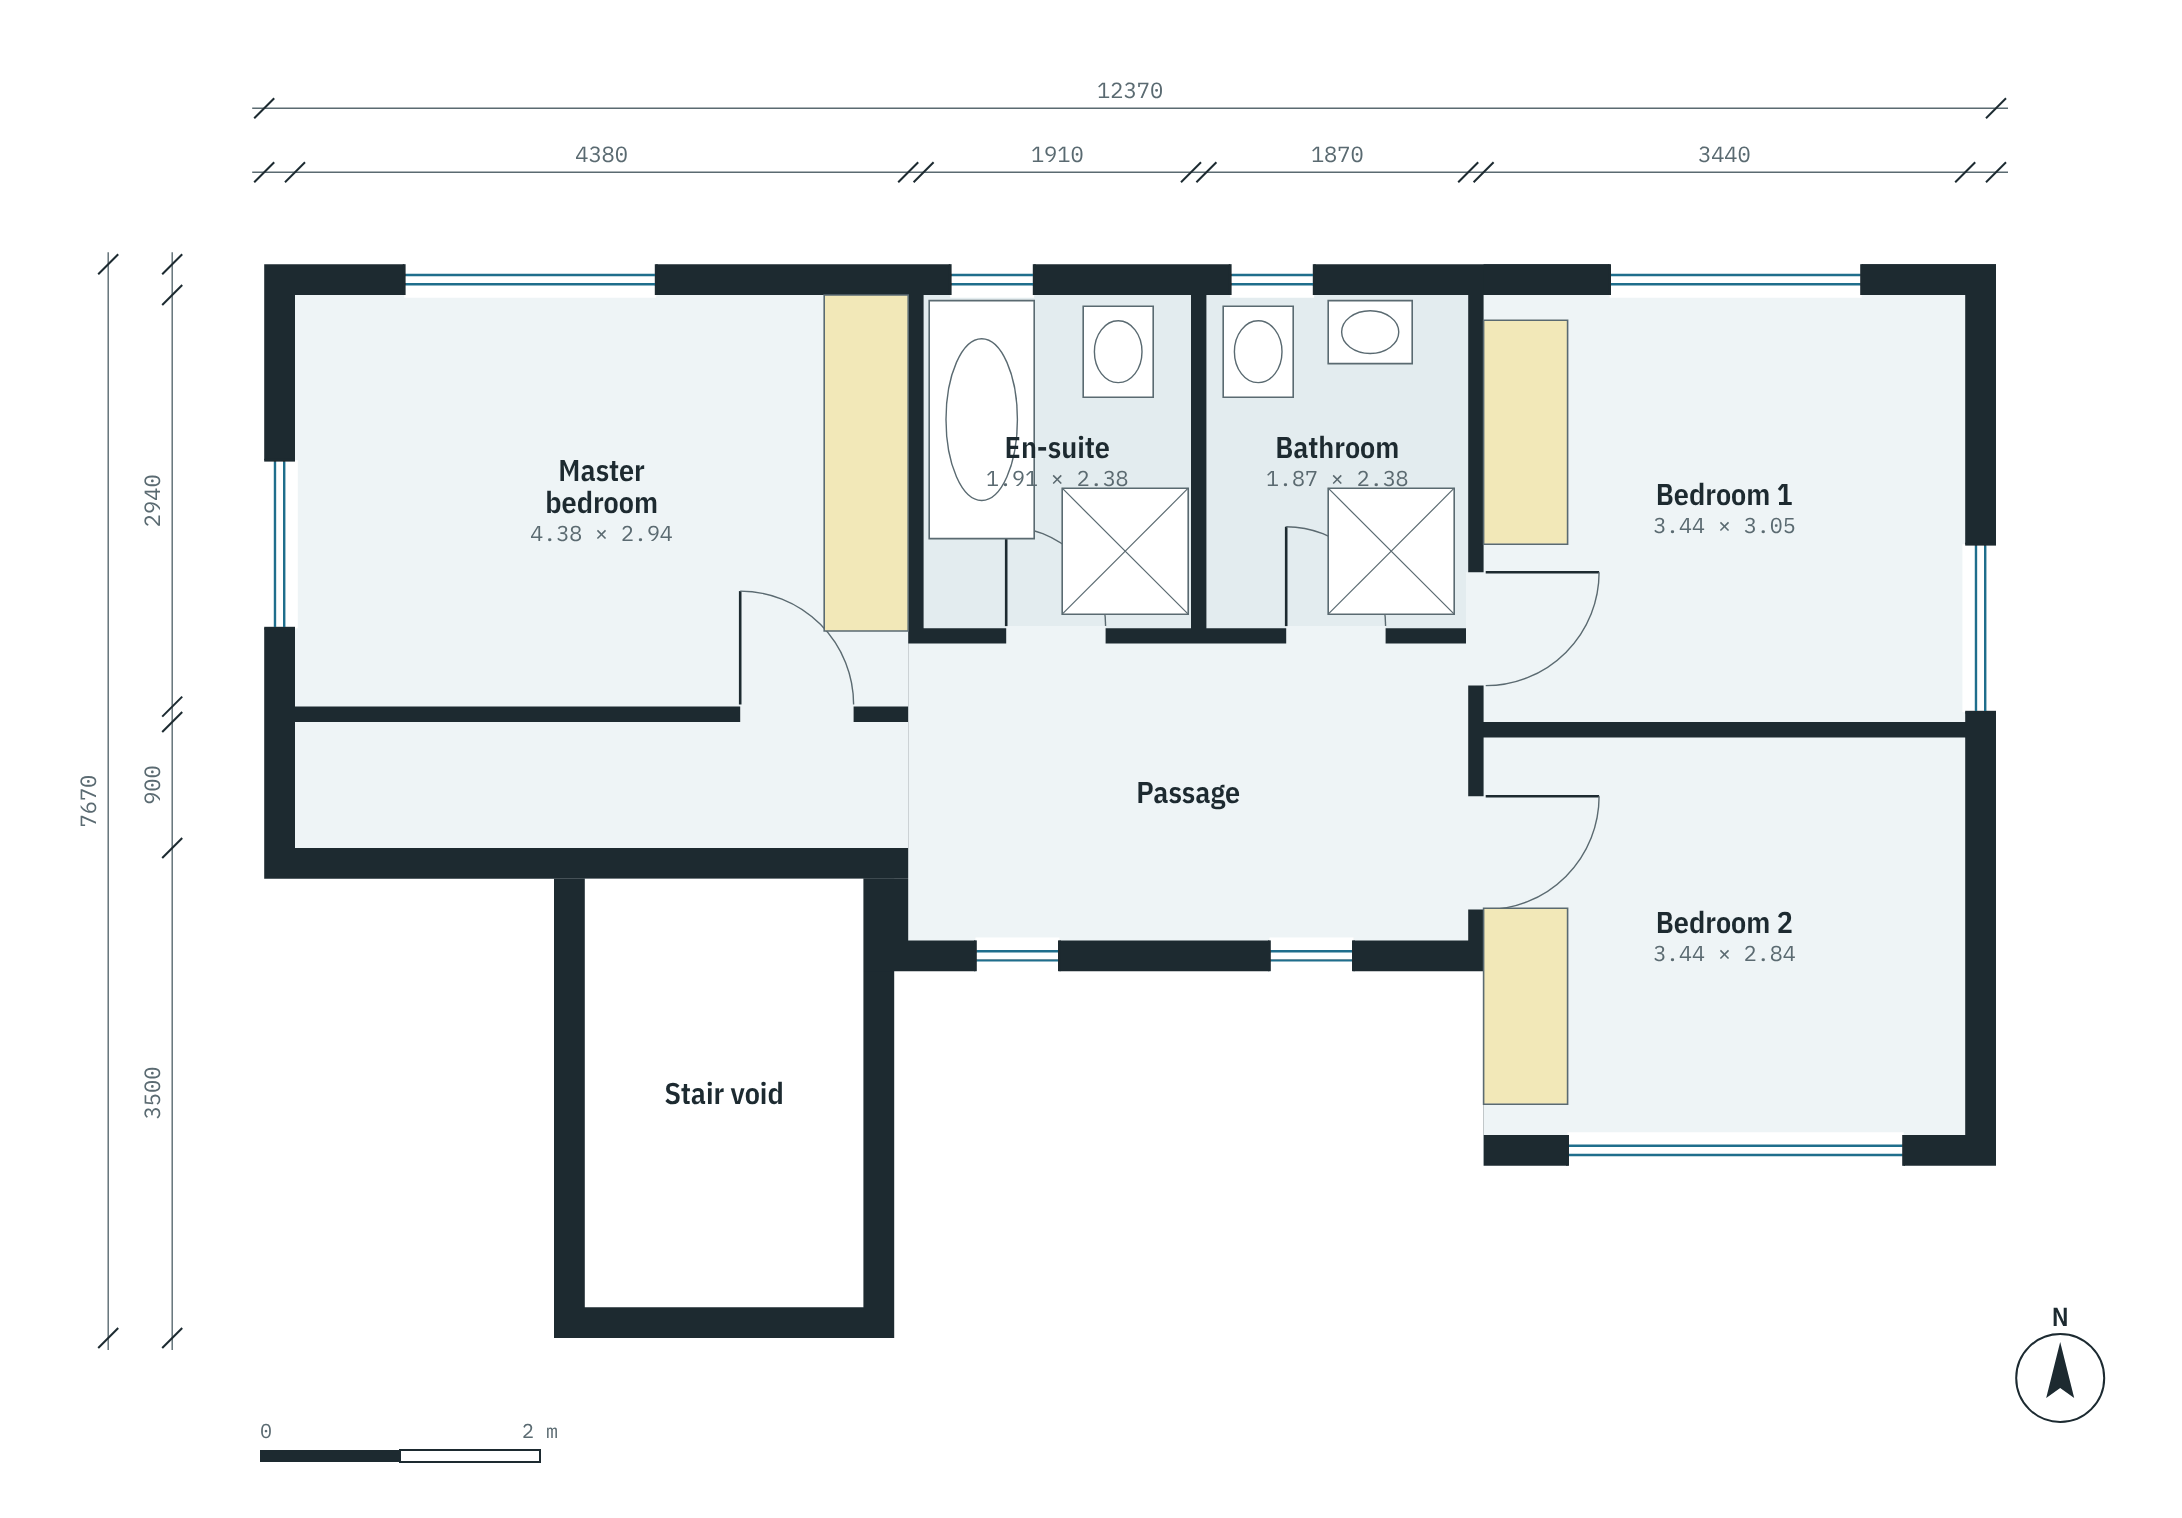 12370
4380
1910
1870
3440
2940
900
7670
3500
Master
bedroom
4.38 × 2.94
En-suite
1.91 × 2.38
Bathroom
1.87 × 2.38
Bedroom 1
3.44 × 3.05
Passage
Bedroom 2
3.44 × 2.84
Stair void
N
0
2 m